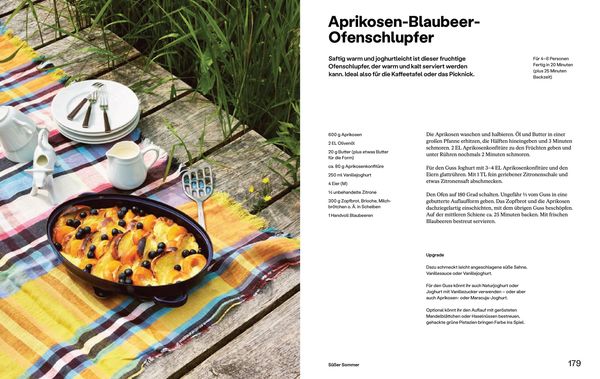 Aprikosen-Blaubeer-
Ofenschlupfer
Saftig warm und joghurtleicht ist dieser fruchtige
Ofenschlupfer, der warm und kalt serviert werden
kann. Ideal also für die Kaffeetafel oder das Picknick.
Für 4–6 Personen
Fertig in 20 Minuten
(plus 25 Minuten
Backzeit)
600 g Aprikosen
2 EL Olivenöl
20 g Butter (plus etwas Butter
für die Form)
ca. 80 g Aprikosenkonfitüre
250 ml Vanillejoghurt
4 Eier (M)
½ unbehandelte Zitrone
300 g Zopfbrot, Brioche, Milch-
brötchen o. Ä. in Scheiben
1 Handvoll Blaubeeren
Die Aprikosen waschen und halbieren. Öl und Butter in einer
großen Pfanne erhitzen, die Hälften hineingeben und 3 Minuten
schmoren. 2 EL Aprikosenkonfitüre zu den Früchten geben und
unter Rühren nochmals 2 Minuten schmoren.
Für den Guss Joghurt mit 3–4 EL Aprikosenkonfitüre und den
Eiern glattrühren. Mit 1 TL fein geriebener Zitronenschale und
etwas Zitronensaft abschmecken.
Den Ofen auf 180 Grad schalten. Ungefähr ⅓ vom Guss in eine
gebutterte Auflaufform geben. Das Zopfbrot und die Aprikosen
dachziegelartig einschichten, mit dem übrigen Guss beschöpfen.
Auf der mittleren Schiene ca. 25 Minuten backen. Mit frischen
Blaubeeren bestreut servieren.
Upgrade
Dazu schmeckt leicht angeschlagene süße Sahne,
Vanillesauce oder Vanillejoghurt.
Für den Guss könnt ihr auch Naturjoghurt oder
Joghurt mit Vanillezucker verwenden – oder aber
auch Aprikosen- oder Maracuja-Joghurt.
Optional könnt ihr den Auflauf mit gerösteten
Mandelblättchen oder Haselnüssen bestreuen,
gehackte grüne Pistazien bringen Farbe ins Spiel.
Süßer Sommer
179